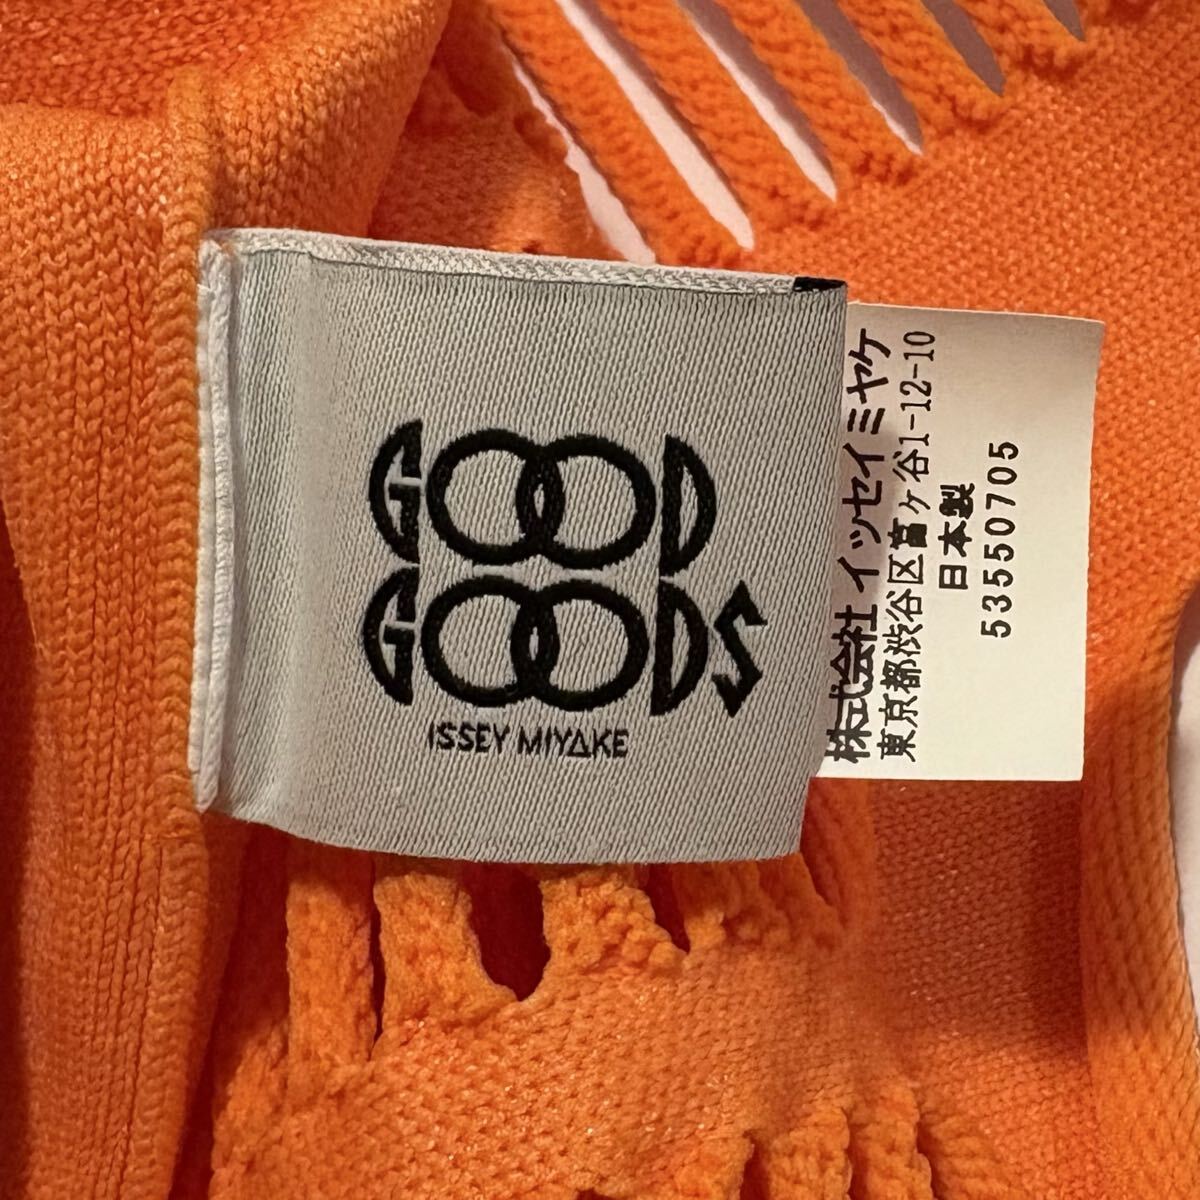 GOOD
GOODS
ISSEY MIYAKE
株式会社 イッセイミヤケ
東京都渋谷区富ヶ谷1-12-10
日本製
53550705